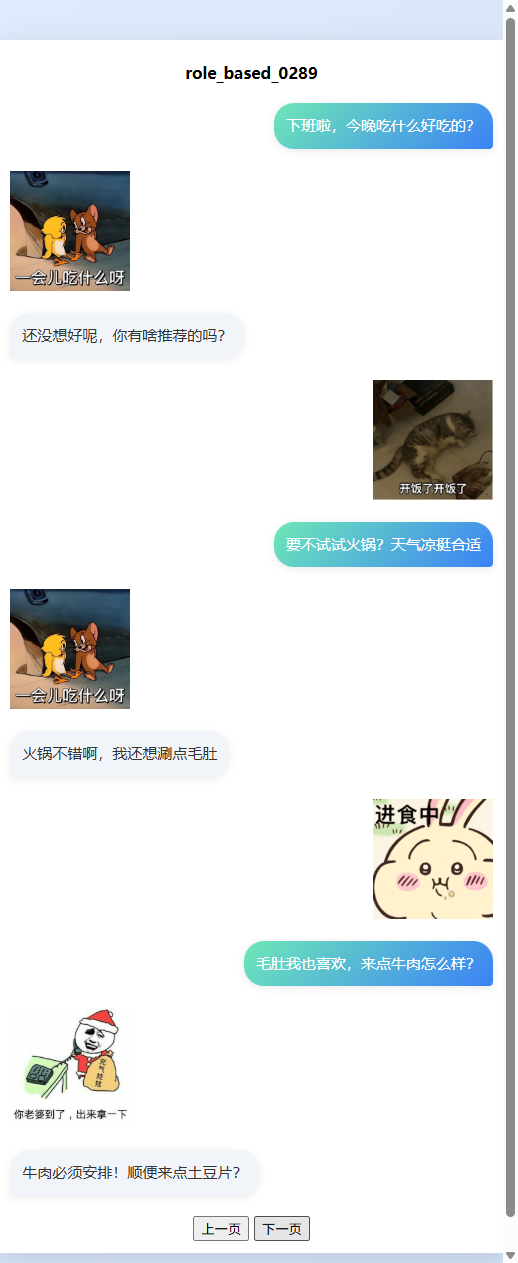 role_based_0289
下班啦，今晚吃什么好吃的？
一会儿吃什么呀
还没想好呢，你有啥推荐的吗？
开饭了开饭了
要不试试火锅？天气凉挺合适
一会儿吃什么呀
火锅不错啊，我还想涮点毛肚
进食中
毛肚我也喜欢，来点牛肉怎么样？
充气娃娃
你老婆到了，出来拿一下
牛肉必须安排！顺便来点土豆片？
上一页 下一页